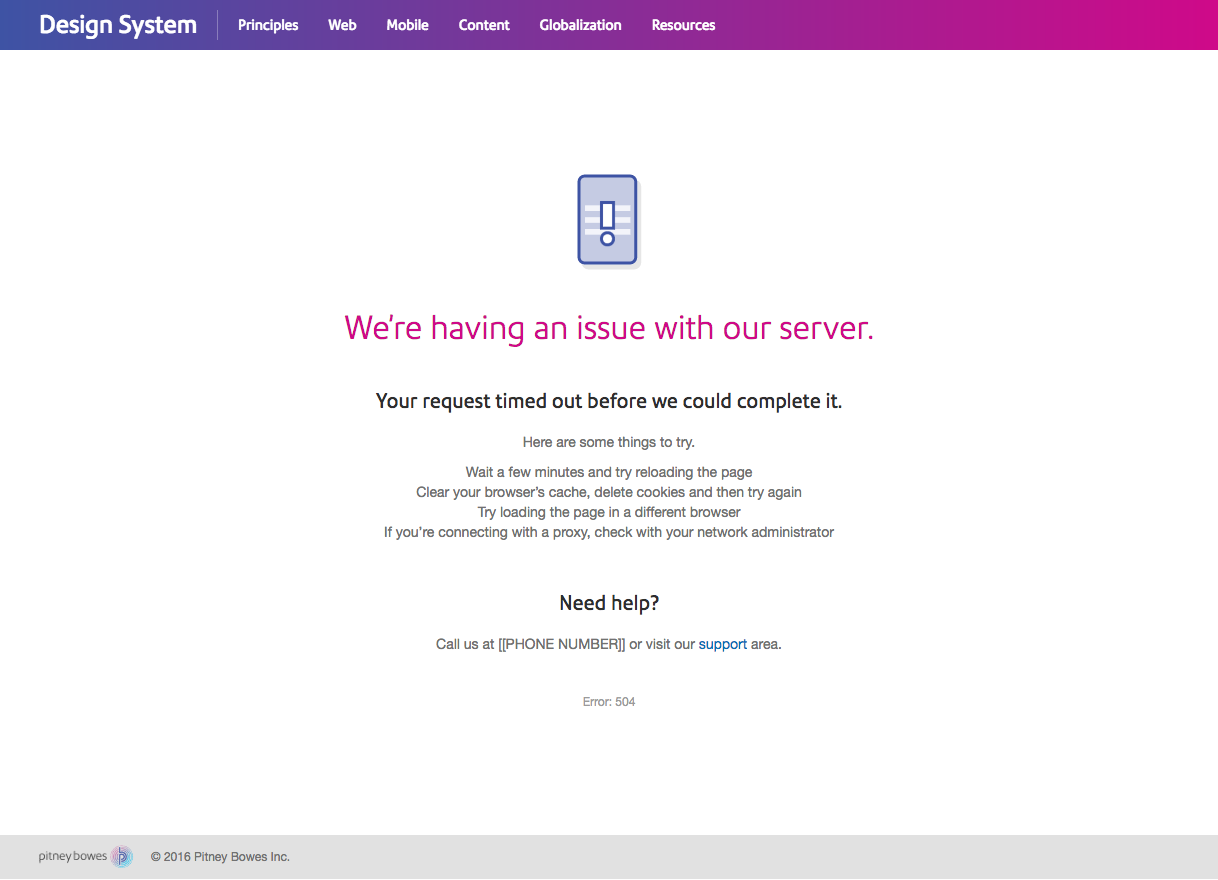 Design System Principles Web Mobile Content Globalization Resources
We're having an issue with our server.
Your request timed out before we could complete it.
Here are some things to try.
Wait a few minutes and try reloading the page
Clear your browser’s cache, delete cookies and then try again
Try loading the page in a different browser
If you’re connecting with a proxy, check with your network administrator
Need help?
Call us at [[PHONE NUMBER]] or visit our support area.
Error: 504
pitney bowes © 2016 Pitney Bowes Inc.